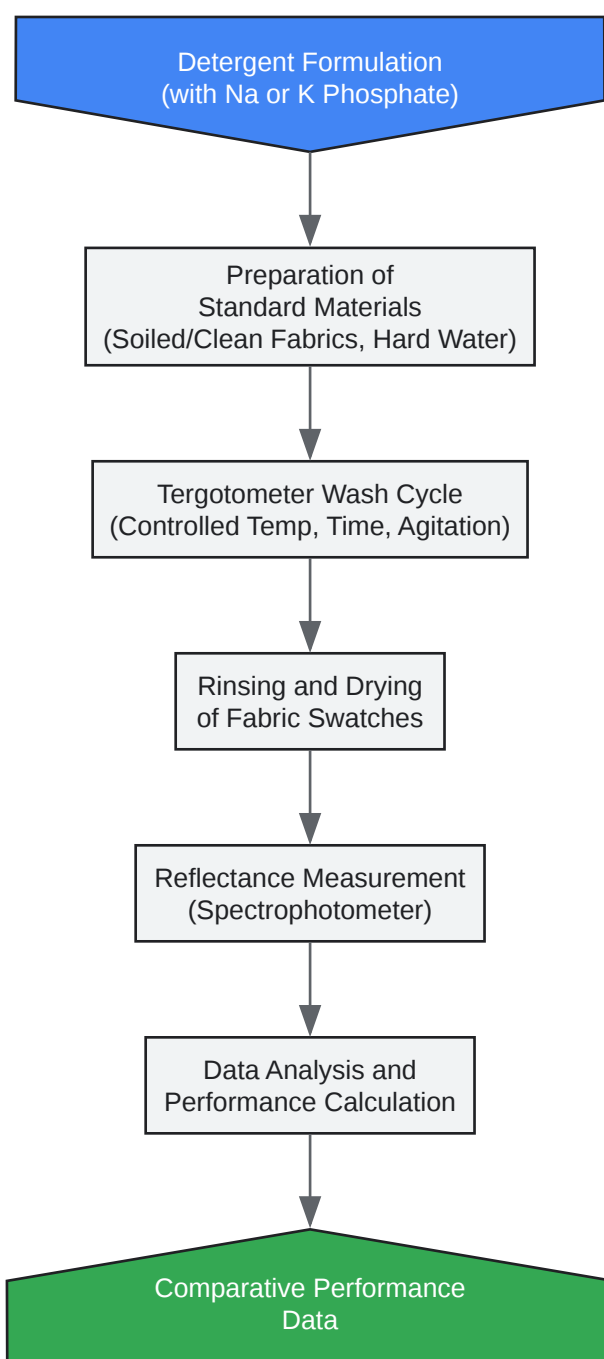 Detergent Formulation
(with Na or K Phosphate)
Preparation of
Standard Materials
(Soiled/Clean Fabrics, Hard Water)
Tergotometer Wash Cycle
(Controlled Temp, Time, Agitation)
Rinsing and Drying
of Fabric Swatches
Reflectance Measurement
(Spectrophotometer)
Data Analysis and
Performance Calculation
Comparative Performance
Data